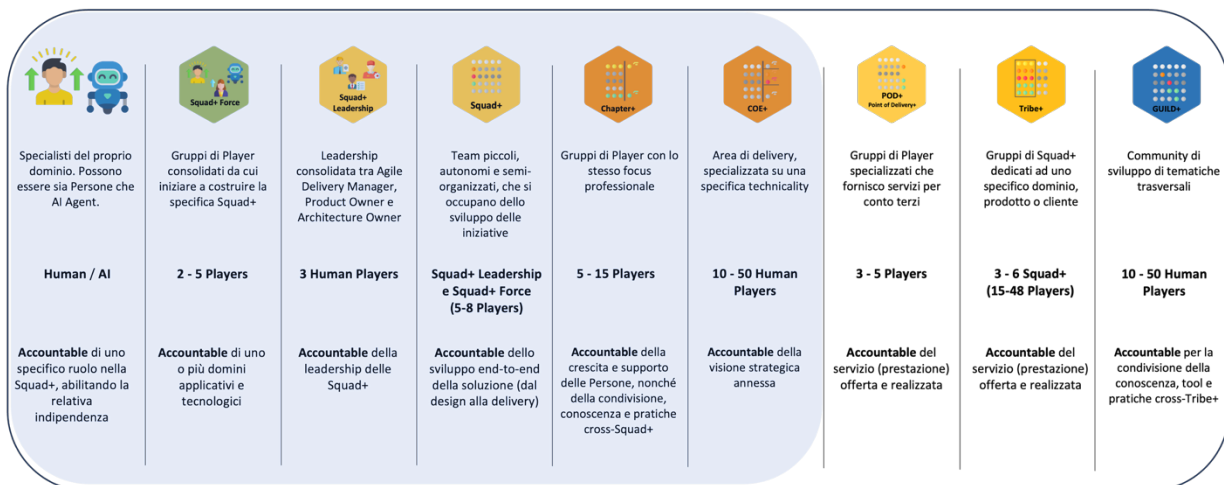 Squad+ Force
Squad+
Leadership
Squad+
Chapter+
COE+
POD+
Point of Delivery+
Tribe+
GUILD+
Specialisti del proprio
dominio. Possono
essere sia Persone che
AI Agent.
Gruppi di Player
consolidati da cui
iniziare a costruire la
specifica Squad+
Leadership
consolidata tra Agile
Delivery Manager,
Product Owner e
Architecture Owner
Team piccoli,
autonomi e semi-
organizzati, che si
occupano dello
sviluppo delle
iniziative
Gruppi di Player con lo
stesso focus
professionale
Area di delivery,
specializzata su una
specifica technicality
Gruppi di Player
specializzati che
fornisco servizi per
conto terzi
Gruppi di Squad+
dedicati ad uno
specifico dominio,
prodotto o cliente
Community di
sviluppo di tematiche
trasversali
Human / AI
2 - 5 Players
3 Human Players
Squad+ Leadership
e Squad+ Force
(5-8 Players)
5 - 15 Players
10 - 50 Human
Players
3 - 5 Players
3 - 6 Squad+
(15-48 Players)
10 - 50 Human
Players
Accountable di uno
specifico ruolo nella
Squad+, abilitando la
relativa
indipendenza
Accountable di uno
o più domini
applicativi e
tecnologici
Accountable della
leadership delle
Squad+
Accountable dello
sviluppo end-to-end
della soluzione (dal
design alla delivery)
Accountable della
crescita e supporto
delle Persone, nonché
della condivisione,
conoscenza e pratiche
cross-Squad+
Accountable della
visione strategica
annessa
Accountable del
servizio (prestazione)
offerta e realizzata
Accountable del
servizio (prestazione)
offerta e realizzata
Accountable per la
condivisione della
conoscenza, tool e
pratiche cross-Tribe+